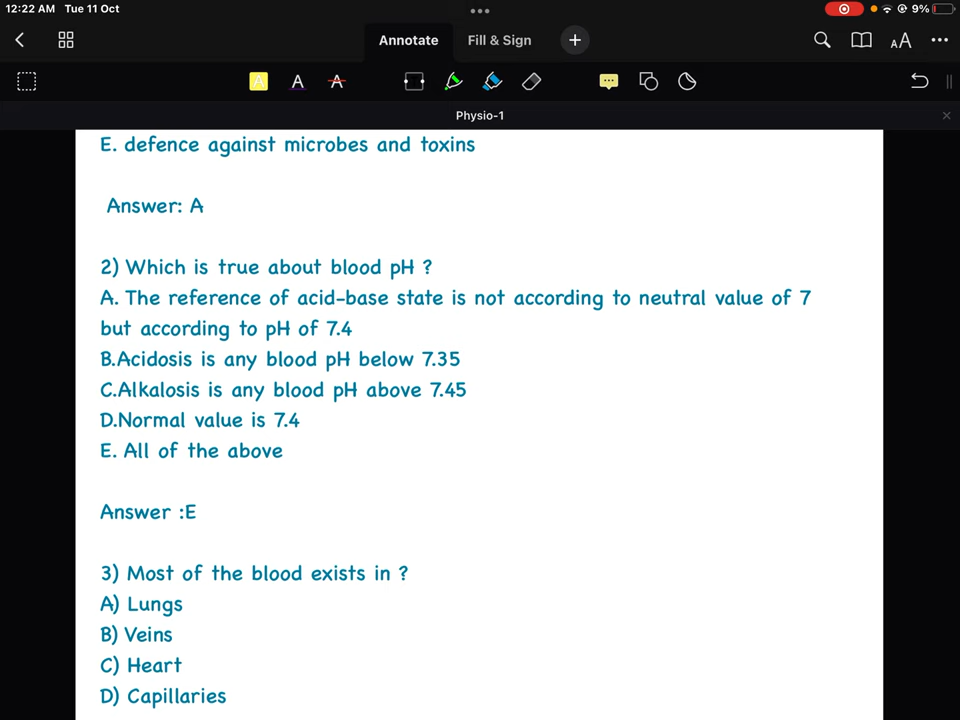 12:22 AM Tue 11 Oct
9%
Annotate
Fill & Sign
AA
A A A
Physio-1
E. defence against microbes and toxins
Answer: A
2) Which is true about blood pH ?
A. The reference of acid-base state is not according to neutral value of 7
but according to pH of 7.4
B.Acidosis is any blood pH below 7.35
C.Alkalosis is any blood pH above 7.45
D.Normal value is 7.4
E. All of the above
Answer :E
3) Most of the blood exists in ?
A) Lungs
B) Veins
C) Heart
D) Capillaries